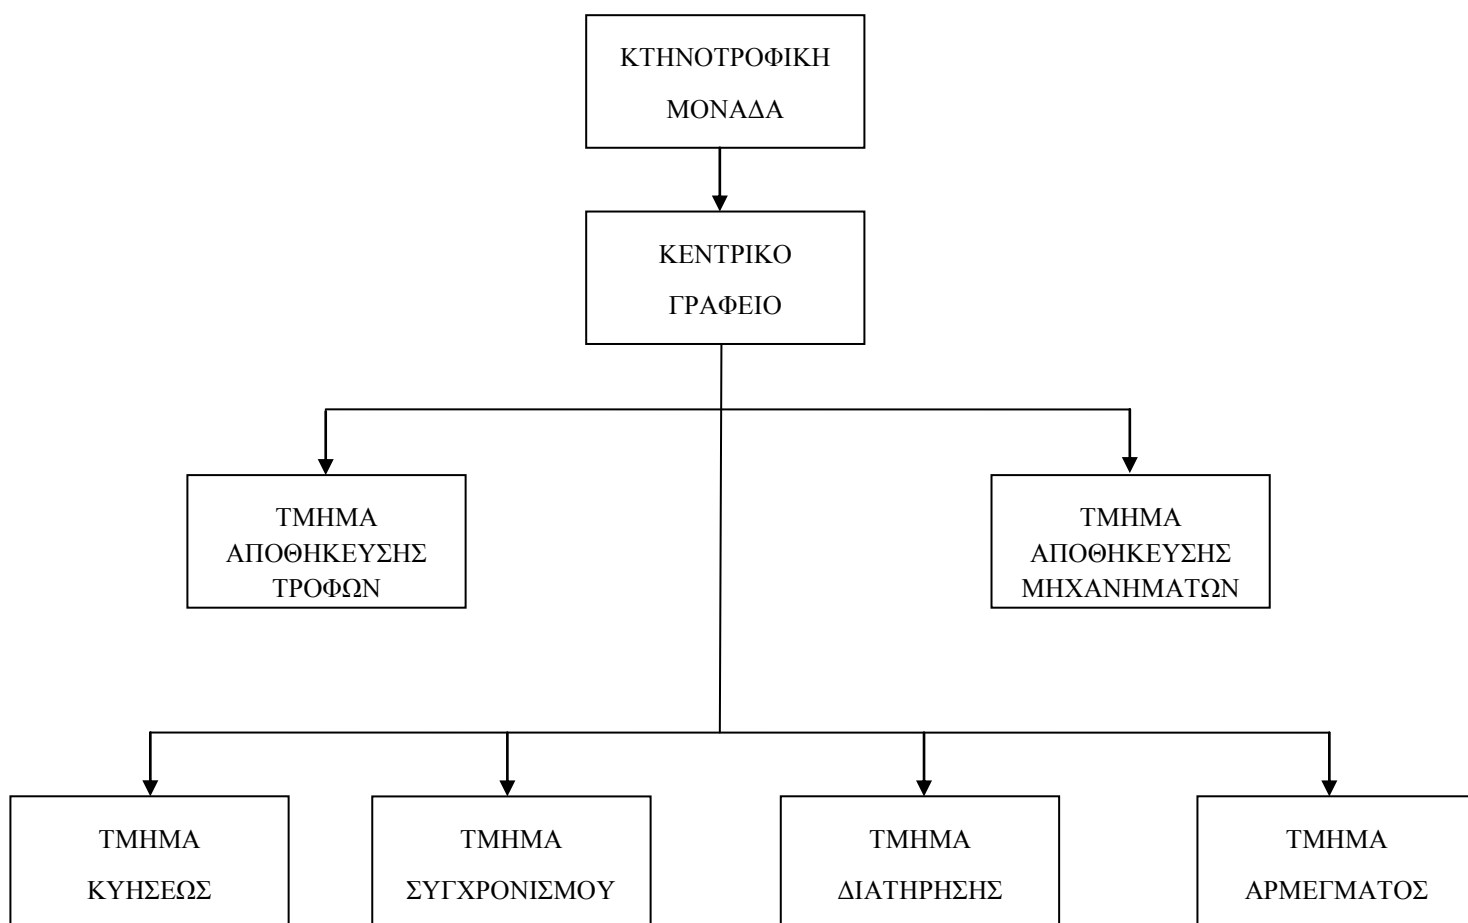 ΚΤΗΝΟΤΡΟΦΙΚΗ
ΜΟΝΑΔΑ
ΚΕΝΤΡΙΚΟ
ΓΡΑΦΕΙΟ
ΤΜΗΜΑ
ΑΠΟΘΗΚΕΥΣΗΣ
ΤΡΟΦΩΝ
ΤΜΗΜΑ
ΑΠΟΘΗΚΕΥΣΗΣ
ΜΗΧΑΝΗΜΑΤΩΝ
ΤΜΗΜΑ
ΚΥΗΣΕΩΣ
ΤΜΗΜΑ
ΣΥΓΧΡΟΝΙΣΜΟΥ
ΤΜΗΜΑ
ΔΙΑΤΗΡΗΣΗΣ
ΤΜΗΜΑ
ΑΡΜΕΓΜΑΤΟΣ